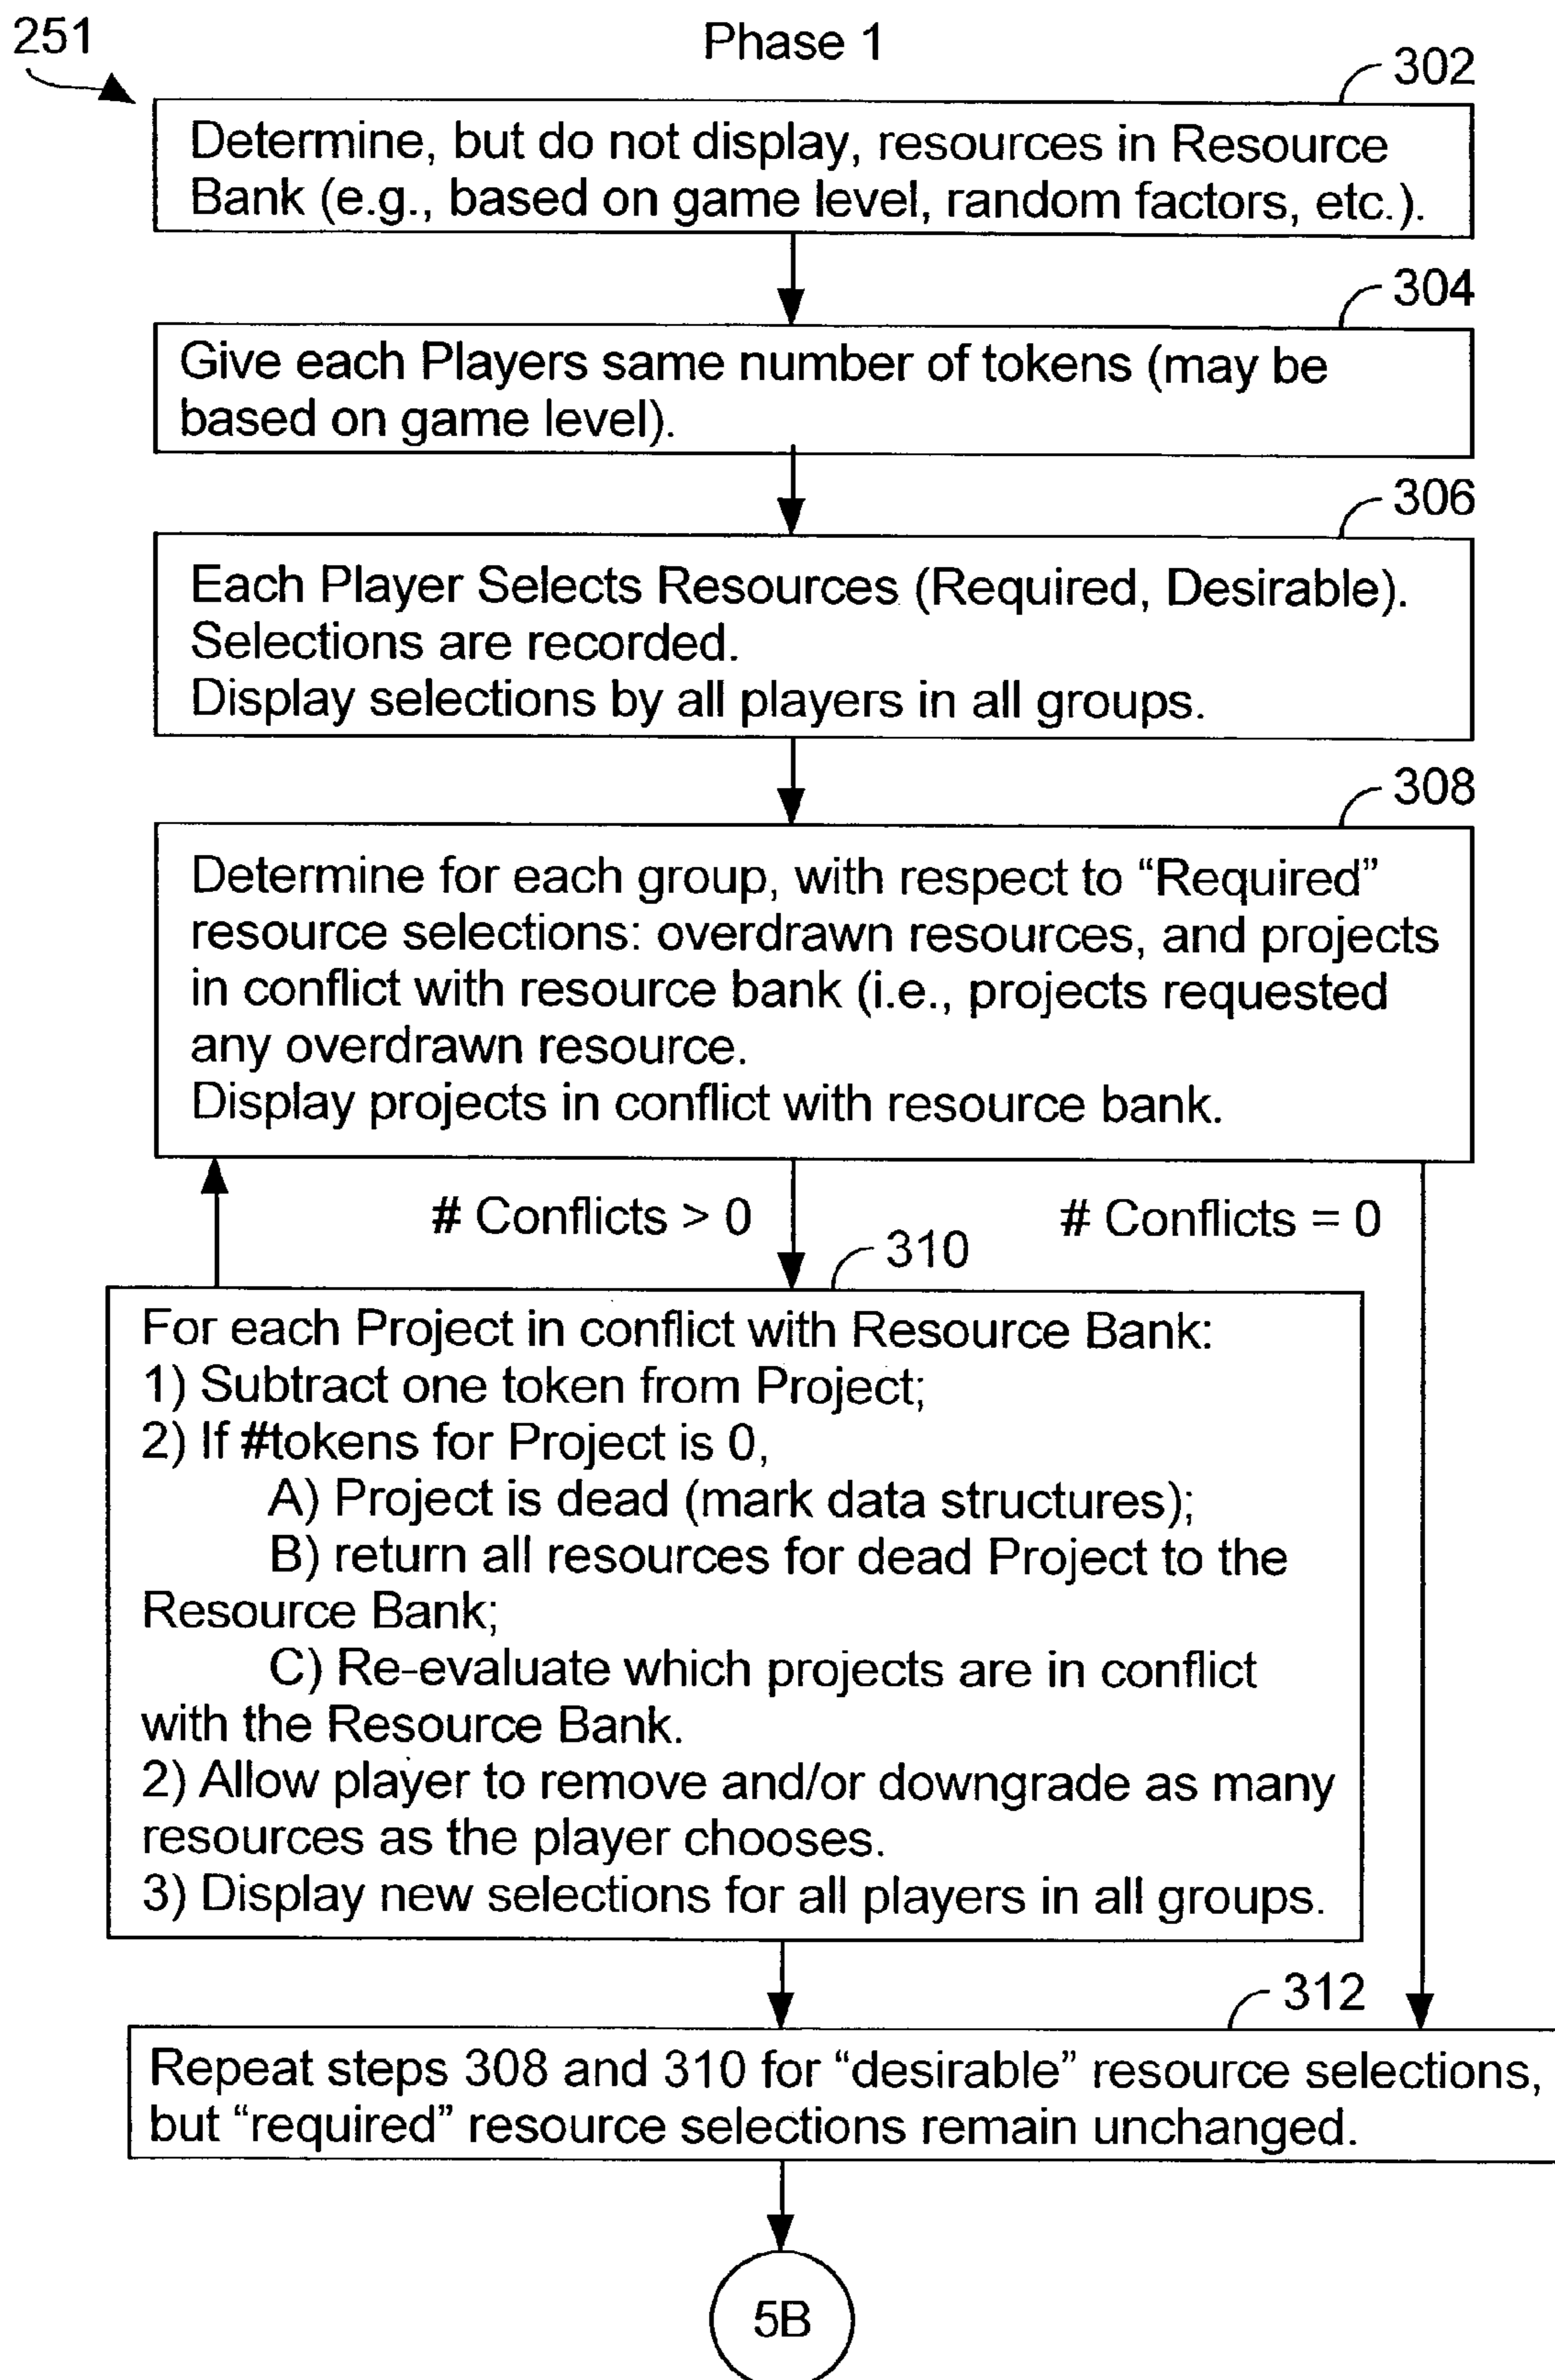 251
Phase 1
302
Determine, but do not display, resources in Resource
Bank (e.g., based on game level, random factors, etc.).
304
Give each Players same number of tokens (may be
based on game level).
306
Each Player Selects Resources (Required, Desirable).
Selections are recorded.
Display selections by all players in all groups.
308
Determine for each group, with respect to “Required”
resource selections: overdrawn resources, and projects
in conflict with resource bank (i.e., projects requested
any overdrawn resource.
Display projects in conflict with resource bank.
# Conflicts > 0
# Conflicts = 0
310
For each Project in conflict with Resource Bank:
1) Subtract one token from Project;
2) If #tokens for Project is 0,
A) Project is dead (mark data structures);
B) return all resources for dead Project to the
Resource Bank;
C) Re-evaluate which projects are in conflict
with the Resource Bank.
2) Allow player to remove and/or downgrade as many
resources as the player chooses.
3) Display new selections for all players in all groups.
312
Repeat steps 308 and 310 for “desirable” resource selections,
but “required” resource selections remain unchanged.
5B